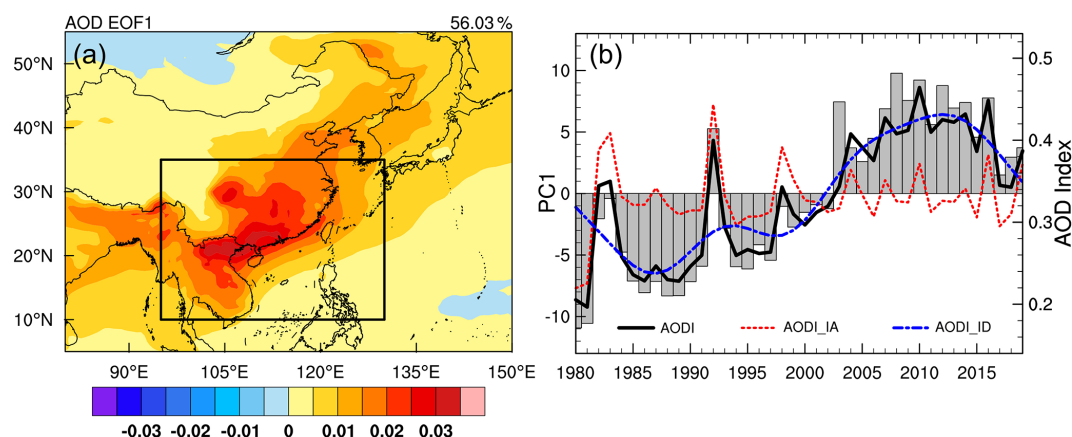 AOD EOF1 56.03 %
(a)
50°N
40°N
30°N
20°N
10°N
90°E 105°E 120°E 135°E 150°E
-0.03 -0.02 -0.01 0 0.01 0.02 0.03
(b)
PC1
10
5
0
-5
-10
0.5
0.4
0.3
0.2
AOD Index
AODI AODI_IA AODI_ID
1980 1985 1990 1995 2000 2005 2010 2015